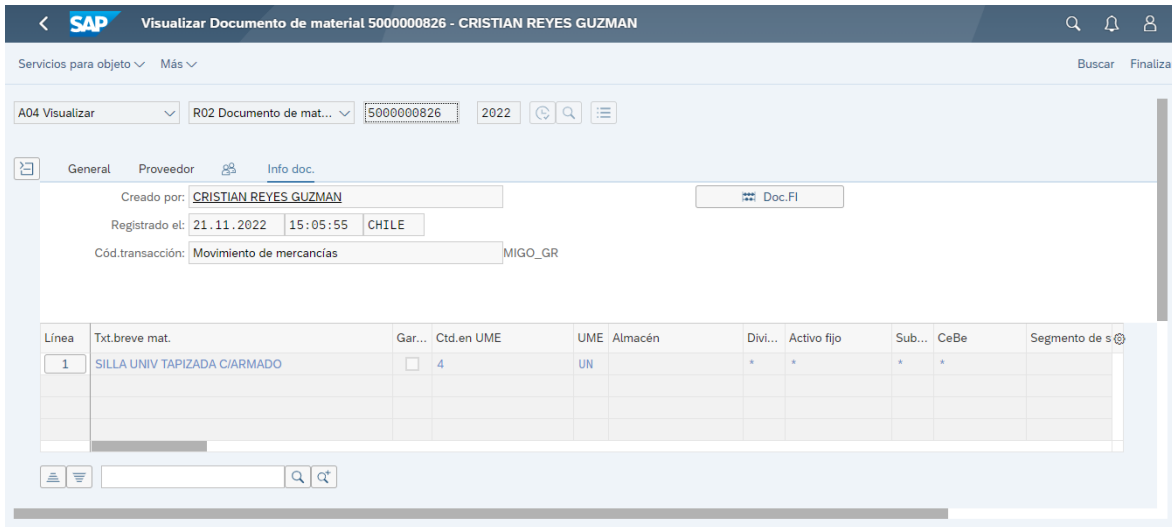 SAP Visualizar Documento de material 5000000826 - CRISTIAN REYES GUZMAN
Servicios para objeto Más Buscar Finaliza
A04 Visualizar R02 Documento de mat... 5000000826 2022
General Proveedor Info doc.
Creado por: CRISTIAN REYES GUZMAN Doc.FI
Registrado el: 21.11.2022 15:05:55 CHILE
Cód.transacción: Movimiento de mercancías MIGO_GR
Línea Txt.breve mat. Gar... Ctd.en UME UME Almacén Divi... Activo fijo Sub... CeBe Segmento de s
1 SILLA UNIV TAPIZADA C/ARMADO 4 UN * * * *